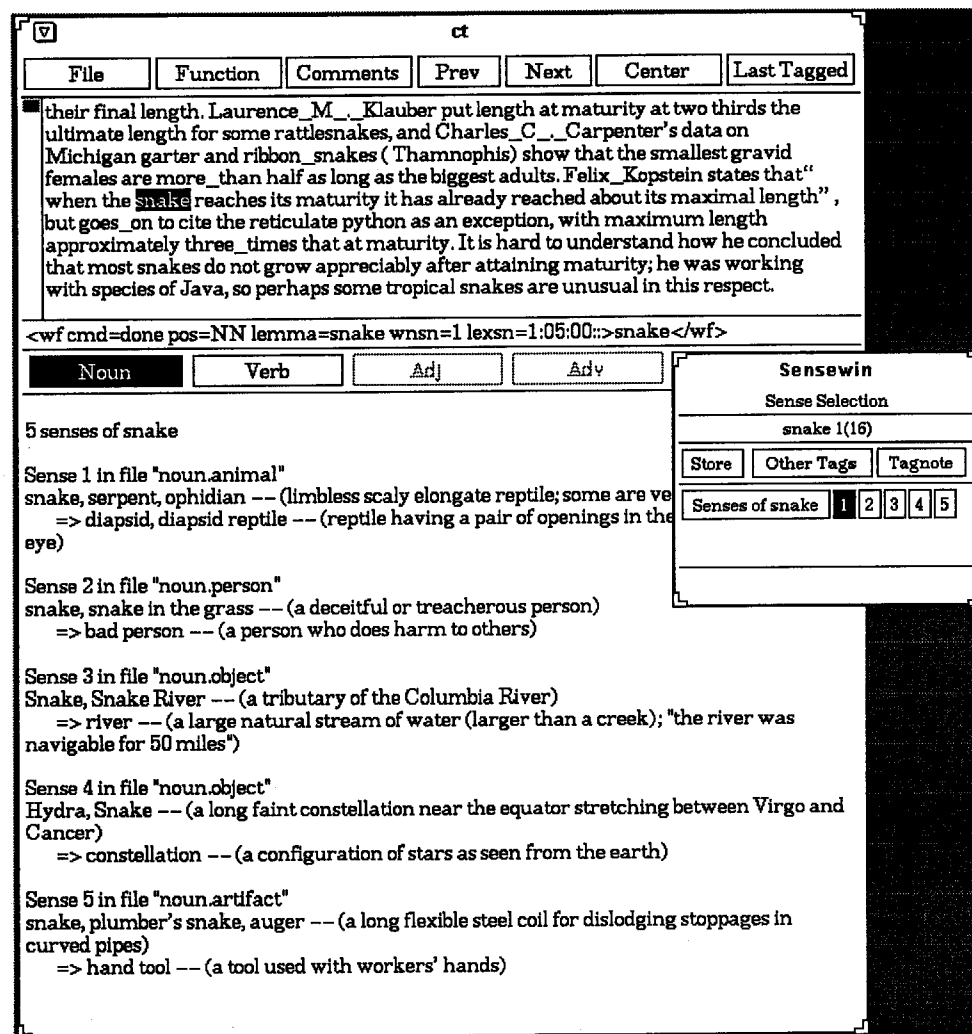 ct
File Function Comments Prev Next Center Last Tagged
their final length. Laurence_M_._Klauber put length at maturity at two thirds the
ultimate length for some rattlesnakes, and Charles_C_._Carpenter's data on
Michigan garter and ribbon_snakes ( Thamnophis) show that the smallest gravid
females are more_than half as long as the biggest adults. Felix_Kopstein states that“
when the snake reaches its maturity it has already reached about its maximal length” ,
but goes_on to cite the reticulate python as an exception, with maximum length
approximately three_times that at maturity. It is hard to understand how he concluded
that most snakes do not grow appreciably after attaining maturity; he was working
with species of Java, so perhaps some tropical snakes are unusual in this respect.
<wf cmd=done pos=NN lemma=snake wnsn=1 lexsn=1:05:00::>snake</wf>
Noun Verb Adj Adv
5 senses of snake
Sense 1 in file "noun.animal"
snake, serpent, ophidian -- (limbless scaly elongate reptile; some are ve
=> diapsid, diapsid reptile -- (reptile having a pair of openings in the
eye)
Sense 2 in file "noun.person"
snake, snake in the grass -- (a deceitful or treacherous person)
=> bad person -- (a person who does harm to others)
Sense 3 in file "noun.object"
Snake, Snake River -- (a tributary of the Columbia River)
=> river -- (a large natural stream of water (larger than a creek); "the river was
navigable for 50 miles")
Sense 4 in file "noun.object"
Hydra, Snake -- (a long faint constellation near the equator stretching between Virgo and
Cancer)
=> constellation -- (a configuration of stars as seen from the earth)
Sense 5 in file "noun.artifact"
snake, plumber's snake, auger -- (a long flexible steel coil for dislodging stoppages in
curved pipes)
=> hand tool -- (a tool used with workers' hands)
Sensewin
Sense Selection
snake 1(16)
Store Other Tags Tagnote
Senses of snake 1 2 3 4 5